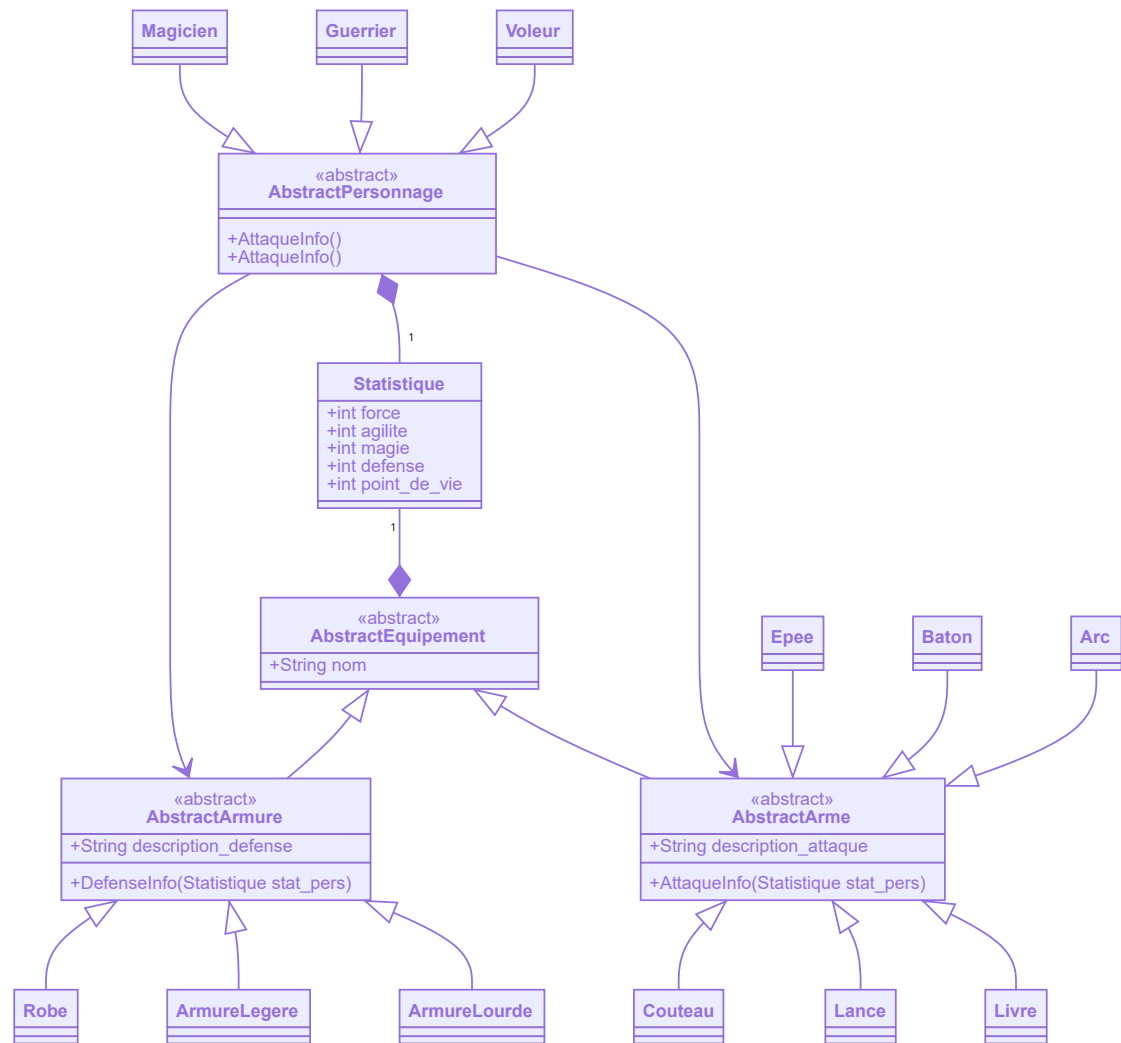 Magicien
Guerrier
Voleur
«abstract»
AbstractPersonnage
+AttaqueInfo()
+AttaqueInfo()
1
Statistique
+int force
+int agilite
+int magie
+int defense
+int point_de_vie
1
«abstract»
AbstractEquipement
+String nom
Epee
Baton
Arc
«abstract»
AbstractArmure
+String description_defense
+DefenseInfo(Statistique stat_pers)
«abstract»
AbstractArme
+String description_attaque
+AttaqueInfo(Statistique stat_pers)
Robe
ArmureLegere
ArmureLourde
Couteau
Lance
Livre